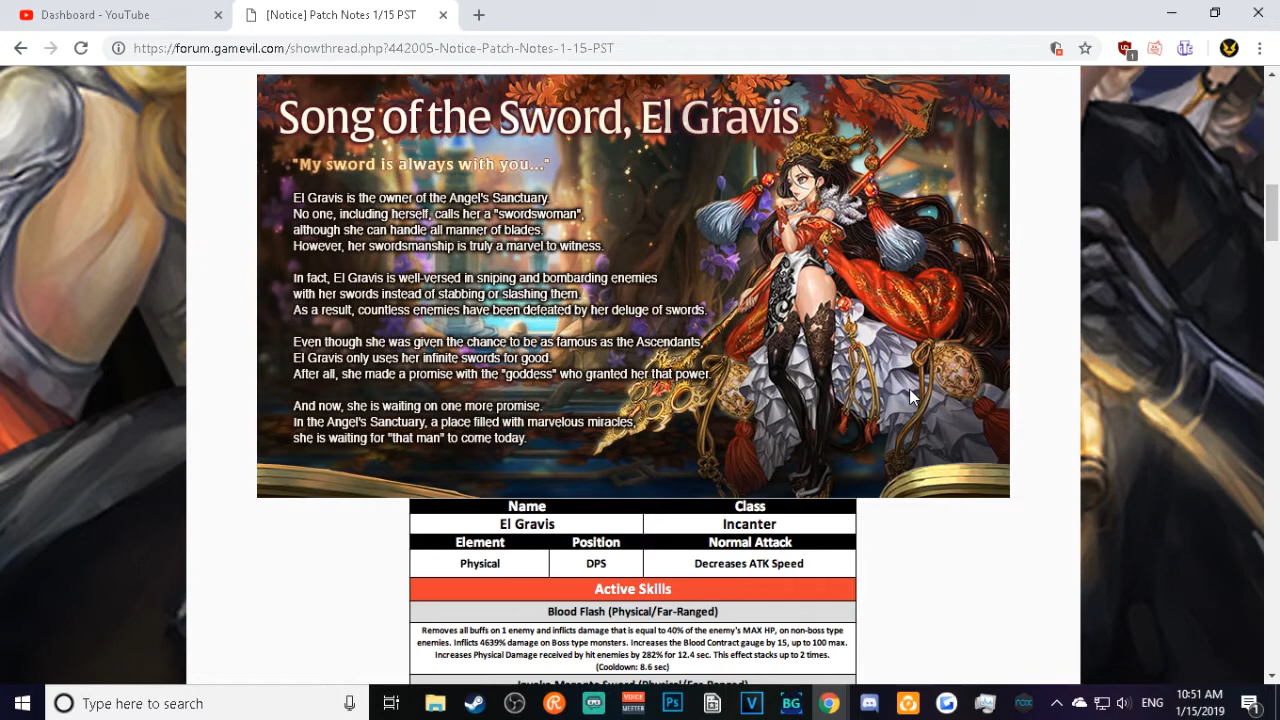 Dashboard - YouTube
[Notice] Patch Notes 1/15 PST
https://forum.gamevil.com/showthread.php?442005-Notice-Patch-Notes-1-15-PST
1
Song of the Sword, El Gravis
"My sword is always with you..."
El Gravis is the owner of the Angel's Sanctuary.
No one, including herself, calls her a "swordswoman",
although she can handle all manner of blades.
However, her swordsmanship is truly a marvel to witness.
In fact, El Gravis is well-versed in sniping and bombarding enemies
with her swords instead of stabbing or slashing them.
As a result, countless enemies have been defeated by her deluge of swords.
Even though she was given the chance to be as famous as the Ascendants,
El Gravis only uses her infinite swords for good.
After all, she made a promise with the "goddess" who granted her that power.
And now, she is waiting on one more promise.
In the Angel's Sanctuary, a place filled with marvelous miracles,
she is waiting for "that man" to come today.
Name Class
El Gravis Incanter
Element Position Normal Attack
Physical DPS Decreases ATK Speed
Active Skills
Blood Flash (Physical/Far-Ranged)
Removes all buffs on 1 enemy and inflicts damage that is equal to 40% of the enemy's MAX HP, on non-boss type
enemies. Inflicts 4639% damage on Boss type monsters. Increases the Blood Contract gauge by 15, up to 100 max.
Increases Physical Damage received by hit enemies by 282% for 12.4 sec. This effect stacks up to 2 times.
(Cooldown: 8.6 sec)
Sword (Physical/Far-Ranged)
Type here to search
VOICE
MEETER
Ps
V
BG
nox
ENG
10:51 AM
1/15/2019
1